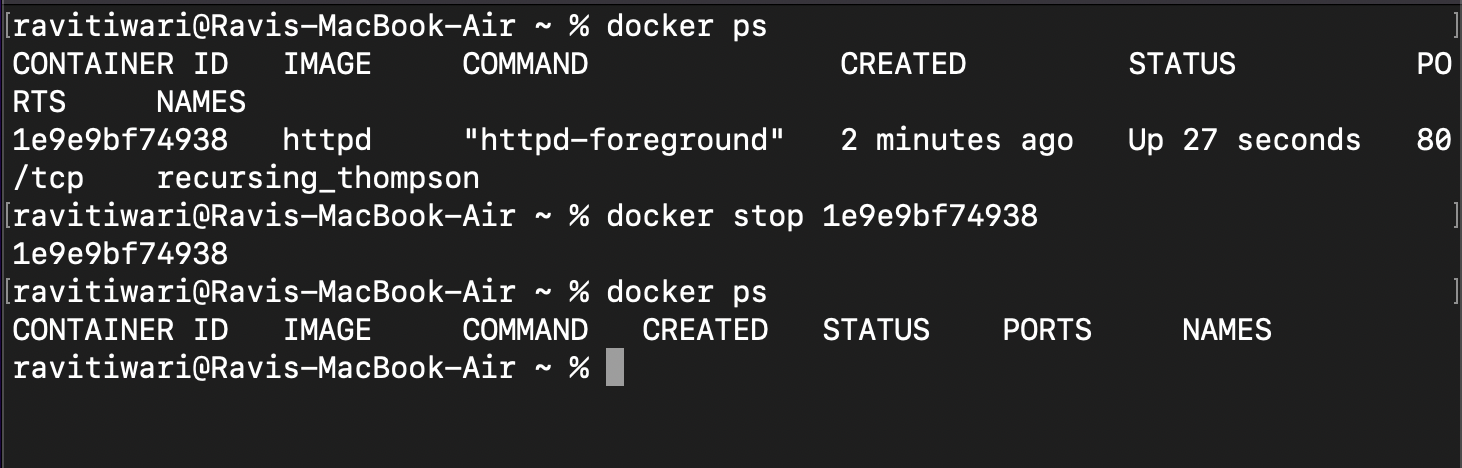 [ravitiwari@Ravis-MacBook-Air ~ % docker ps ]
CONTAINER ID   IMAGE     COMMAND              CREATED         STATUS          PO
RTS     NAMES
1e9e9bf74938   httpd     "httpd-foreground"   2 minutes ago   Up 27 seconds   80
/tcp    recursing_thompson
[ravitiwari@Ravis-MacBook-Air ~ % docker stop 1e9e9bf74938 ]
1e9e9bf74938
[ravitiwari@Ravis-MacBook-Air ~ % docker ps ]
CONTAINER ID   IMAGE     COMMAND   CREATED   STATUS    PORTS     NAMES
ravitiwari@Ravis-MacBook-Air ~ %